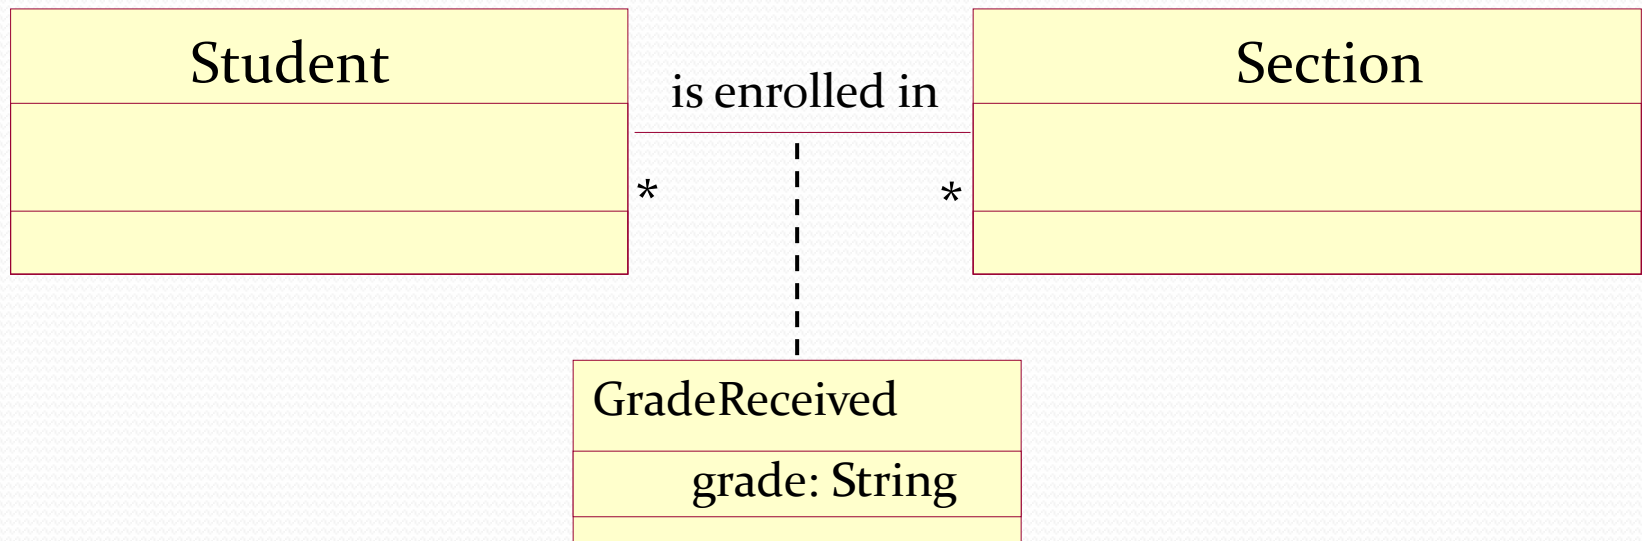 Student
is enrolled in
Section
*
*
GradeReceived
grade: String